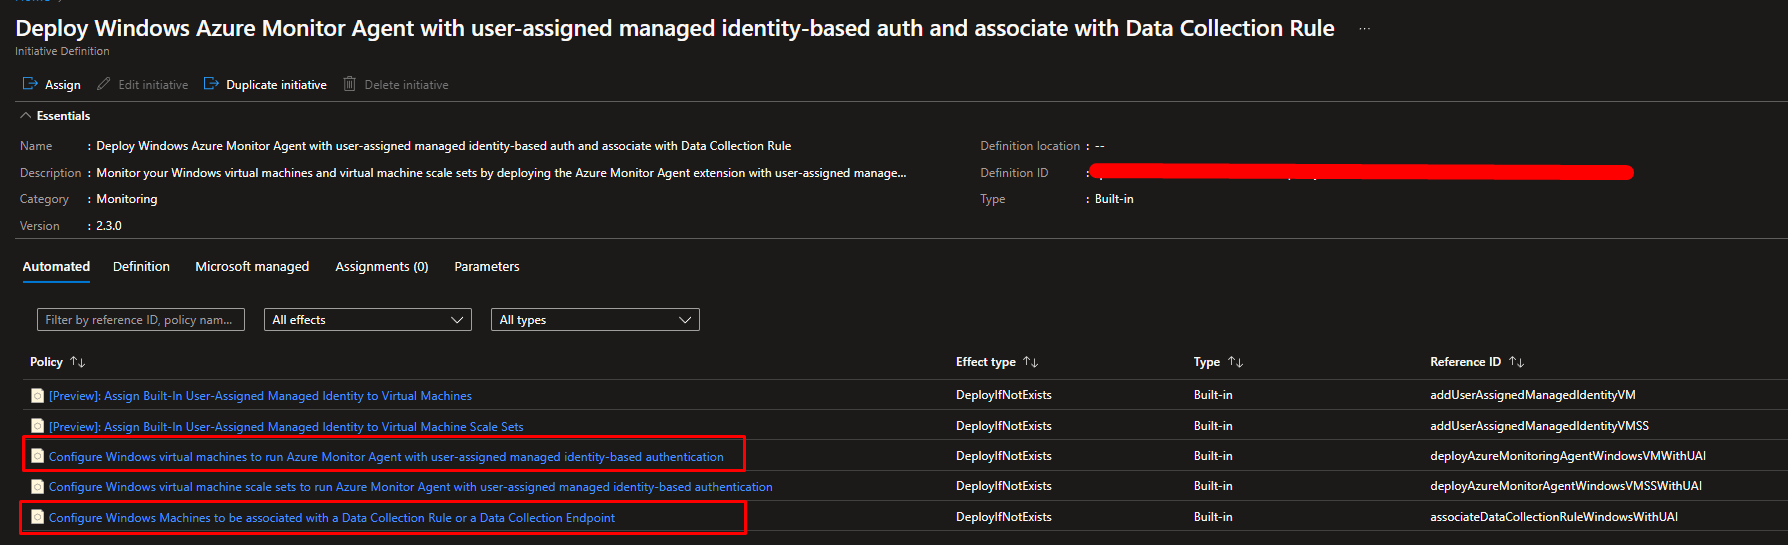 Deploy Windows Azure Monitor Agent with user-assigned managed identity-based auth and associate with Data Collection Rule ...
Initiative Definition
Assign Edit initiative Duplicate initiative Delete initiative
Essentials
Name : Deploy Windows Azure Monitor Agent with user-assigned managed identity-based auth and associate with Data Collection Rule
Definition location : --
Description : Monitor your Windows virtual machines and virtual machine scale sets by deploying the Azure Monitor Agent extension with user-assigned manage...
Definition ID :
Category : Monitoring
Type : Built-in
Version : 2.3.0
Automated Definition Microsoft managed Assignments (0) Parameters
Filter by reference ID, policy nam... All effects All types
Policy Effect type Type Reference ID
[Preview]: Assign Built-In User-Assigned Managed Identity to Virtual Machines DeployIfNotExists Built-in addUserAssignedManagedIdentityVM
[Preview]: Assign Built-In User-Assigned Managed Identity to Virtual Machine Scale Sets DeployIfNotExists Built-in addUserAssignedManagedIdentityVMSS
Configure Windows virtual machines to run Azure Monitor Agent with user-assigned managed identity-based authentication DeployIfNotExists Built-in deployAzureMonitoringAgentWindowsVMWithUAI
Configure Windows virtual machine scale sets to run Azure Monitor Agent with user-assigned managed identity-based authentication DeployIfNotExists Built-in deployAzureMonitorAgentWindowsVMSSWithUAI
Configure Windows Machines to be associated with a Data Collection Rule or a Data Collection Endpoint DeployIfNotExists Built-in associateDataCollectionRuleWindowsWithUAI